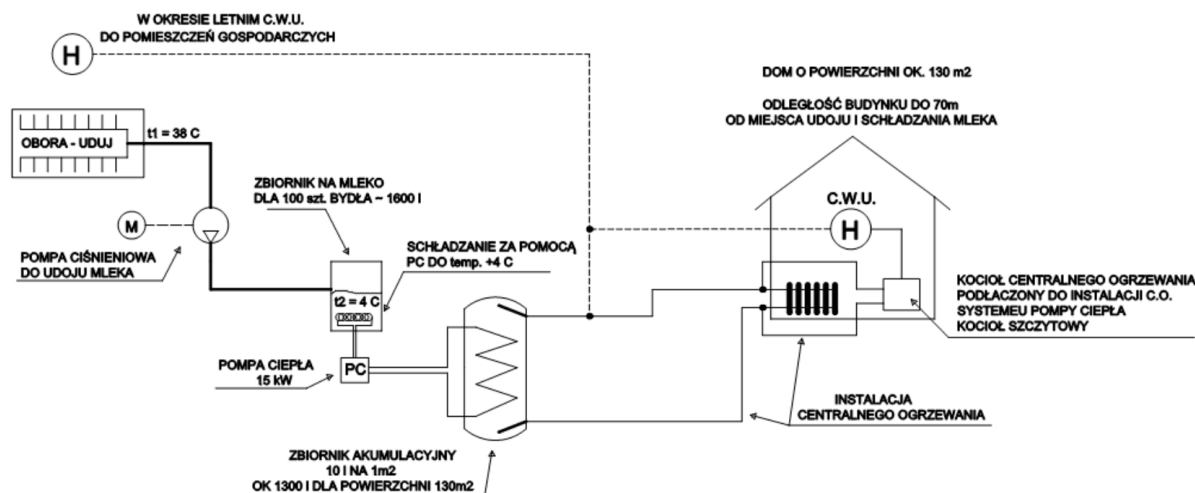 W OKRESIE LETNIM C.W.U.
DO POMIESZCZEŃ GOSPODARCZYCH
H
DOM O POWIERZCHNI OK. 130 m2
ODLEGŁOŚĆ BUDYNKU DO 70m
OD MIEJSCA UDOJU I SCHŁADZANIA MLEKA
t1 = 38 C
OBORA - UDUJ
ZBIORNIK NA MLEKO
DLA 100 szt. BYDŁA ~ 1600 l
C.W.U.
H
M
POMPA CIŚNIENIOWA
DO UDOJU MLEKA
SCHŁADZANIE ZA POMOCĄ
PC DO temp. +4 C
t2 = 4 C
KOCIOŁ CENTRALNEGO OGRZEWANIA
PODŁACZONY DO INSTALACJI C.O.
SYSTEMEU POMPY CIEPŁA
KOCIOŁ SZCZYTOWY
POMPA CIEPŁA
15 kW
PC
INSTALACJA
CENTRALNEGO OGRZEWANIA
ZBIORNIK AKUMULACYJNY
10 l NA 1m2
OK 1300 l DLA POWIERZCHNI 130m2